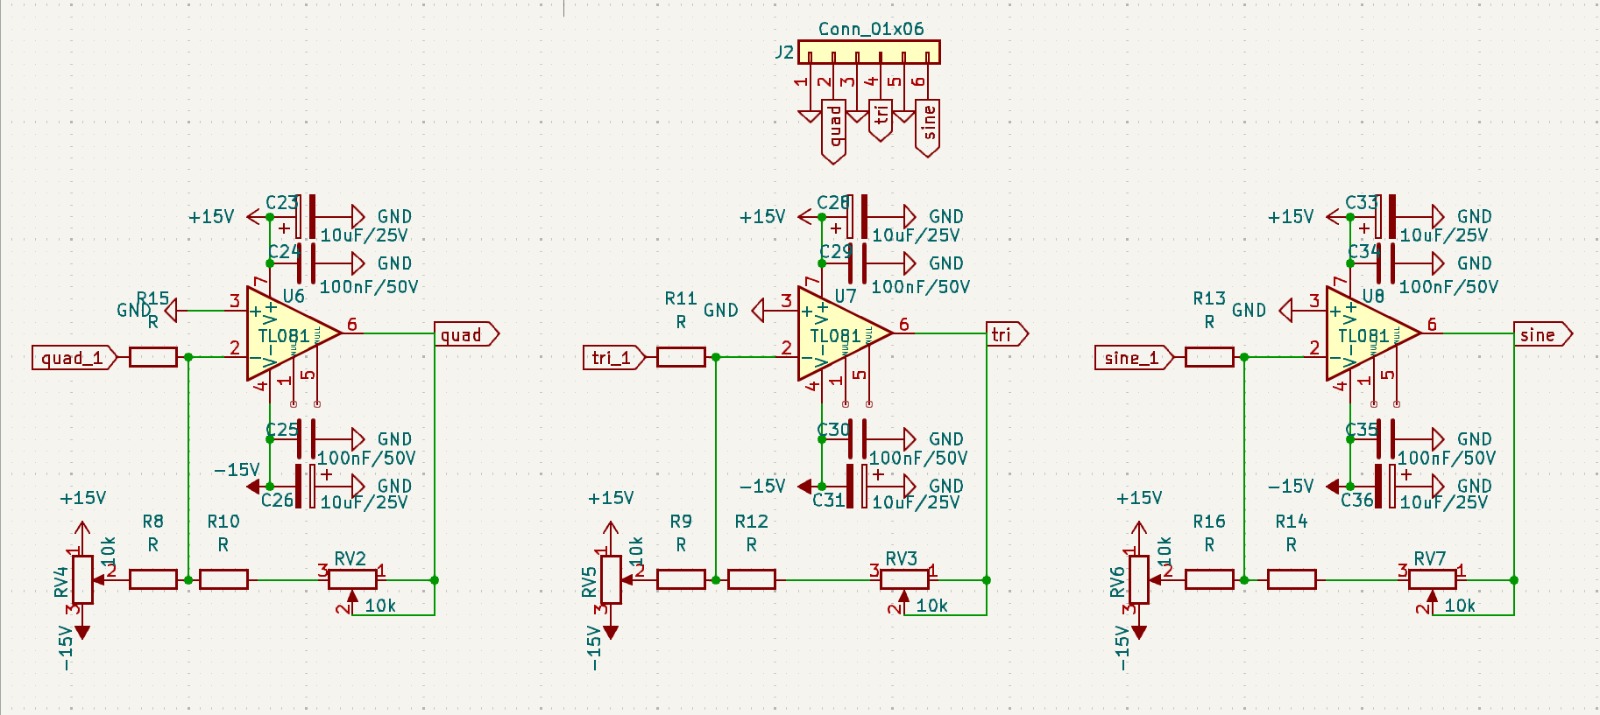 Conn_01x06
J2
1 2 3 4 5 6
quad tri sine
C23
+15V
+
GND
10uF/25V
C24
GND
100nF/50V
7
R15
R
GND
3
+
V+
U6
6
quad
TL081
NULL
NULL
quad_1
2
−
V−
4
1
5
C25
GND
100nF/50V
-15V
+
GND
C26
10uF/25V
+15V
R8
R
R10
R
10k
1
RV4
2
3
-15V
RV2
3
1
2
10k
C28
+15V
+
GND
10uF/25V
C29
GND
100nF/50V
7
R11
R
GND
3
+
V+
U7
6
tri
TL081
NULL
NULL
tri_1
2
−
V−
4
1
5
C30
GND
100nF/50V
-15V
+
GND
C31
10uF/25V
+15V
R9
R
R12
R
10k
1
RV5
2
3
-15V
RV3
3
1
2
10k
C33
+15V
+
GND
10uF/25V
C34
GND
100nF/50V
7
R13
R
GND
3
+
V+
U8
6
sine
TL081
NULL
NULL
sine_1
2
−
V−
4
1
5
C35
GND
100nF/50V
-15V
+
GND
C36
10uF/25V
+15V
R16
R
R14
R
10k
1
RV6
2
3
-15V
RV7
3
1
2
10k